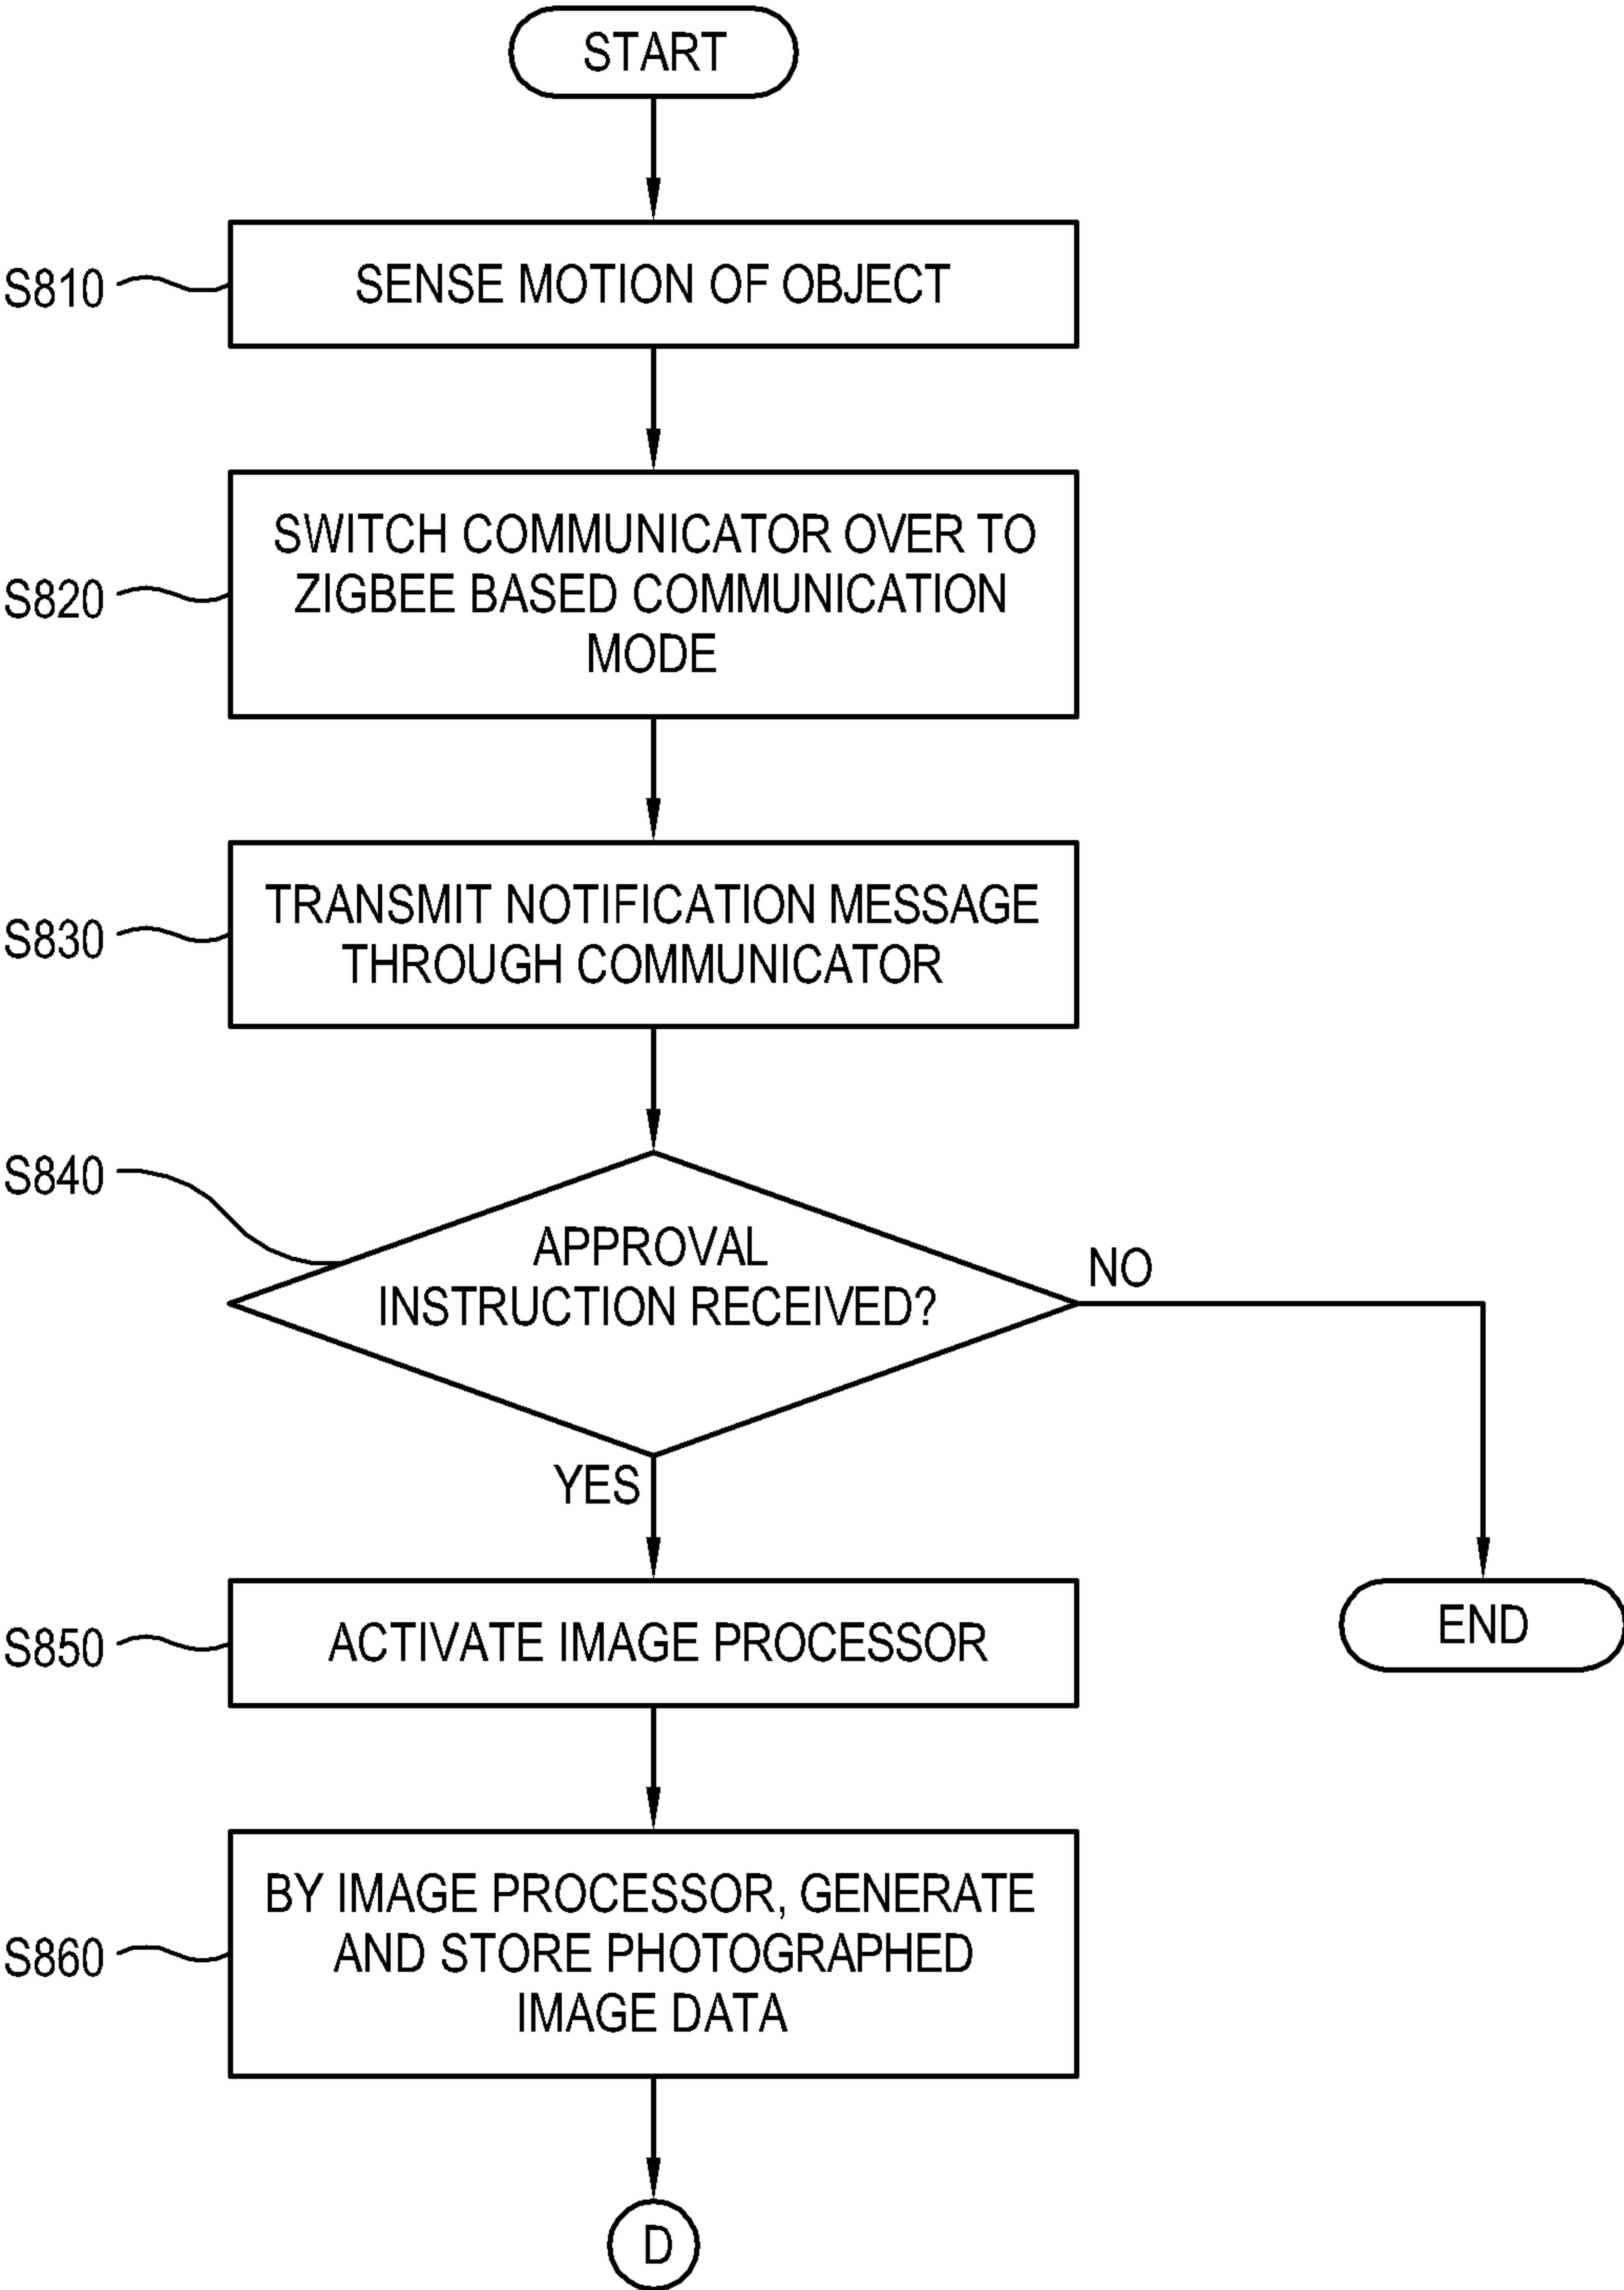 START
S810
SENSE MOTION OF OBJECT
S820
SWITCH COMMUNICATOR OVER TO
ZIGBEE BASED COMMUNICATION
MODE
S830
TRANSMIT NOTIFICATION MESSAGE
THROUGH COMMUNICATOR
S840
APPROVAL
INSTRUCTION RECEIVED?
NO
YES
S850
ACTIVATE IMAGE PROCESSOR
END
S860
BY IMAGE PROCESSOR, GENERATE
AND STORE PHOTOGRAPHED
IMAGE DATA
D